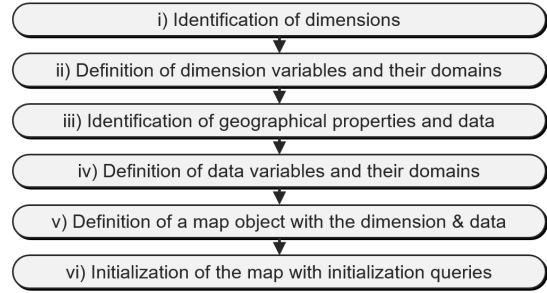 i) Identification of dimensions
ii) Definition of dimension variables and their domains
iii) Identification of geographical properties and data
iv) Definition of data variables and their domains
v) Definition of a map object with the dimension & data
vi) Initialization of the map with initialization queries